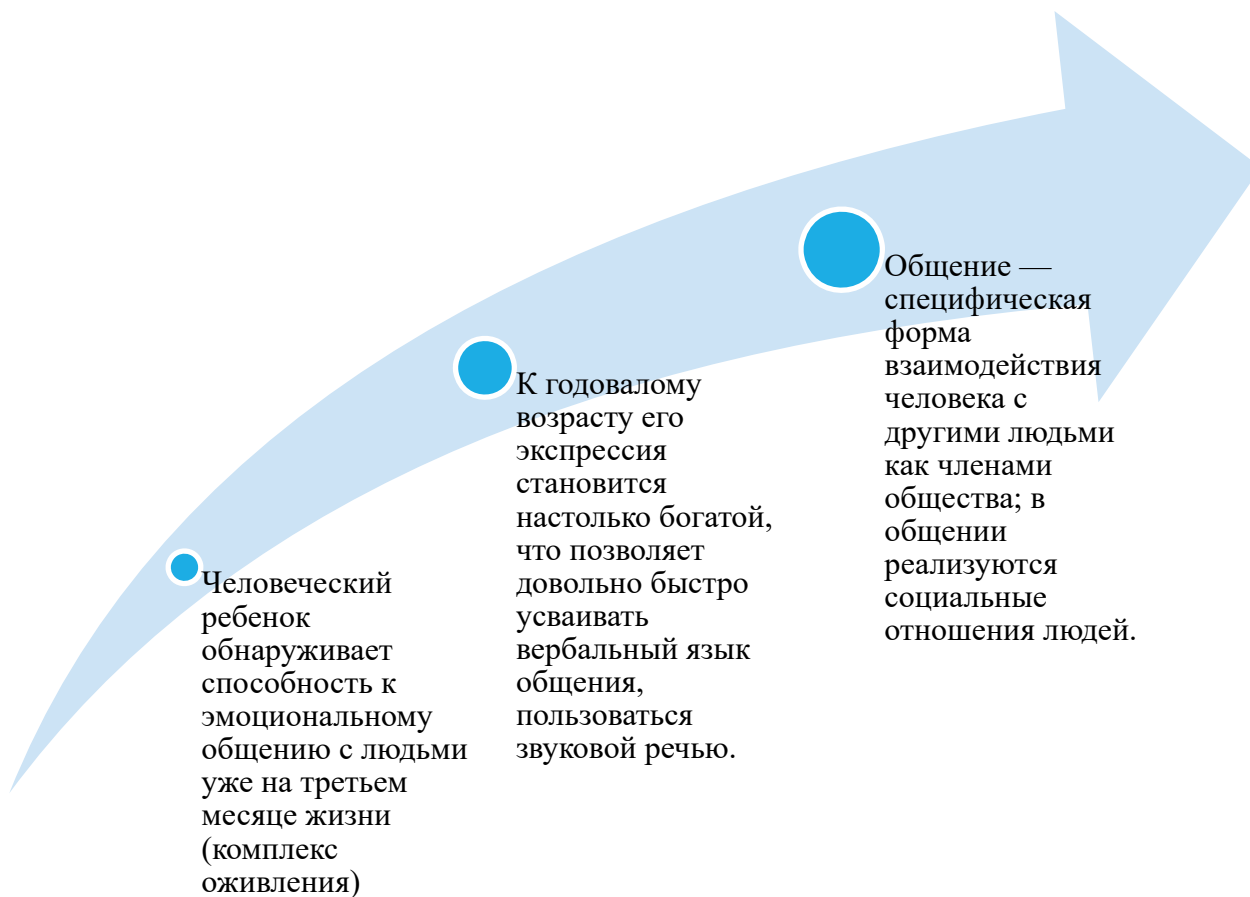 Человеческий
ребенок
обнаруживает
способность к
эмоциональному
общению с людьми
уже на третьем
месяце жизни
(комплекс
оживления)
К годовалому
возрасту его
экспрессия
становится
настолько богатой,
что позволяет
довольно быстро
усваивать
вербальный язык
общения,
пользоваться
звуковой речью.
Общение —
специфическая
форма
взаимодействия
человека с
другими людьми
как членами
общества; в
общении
реализуются
социальные
отношения людей.